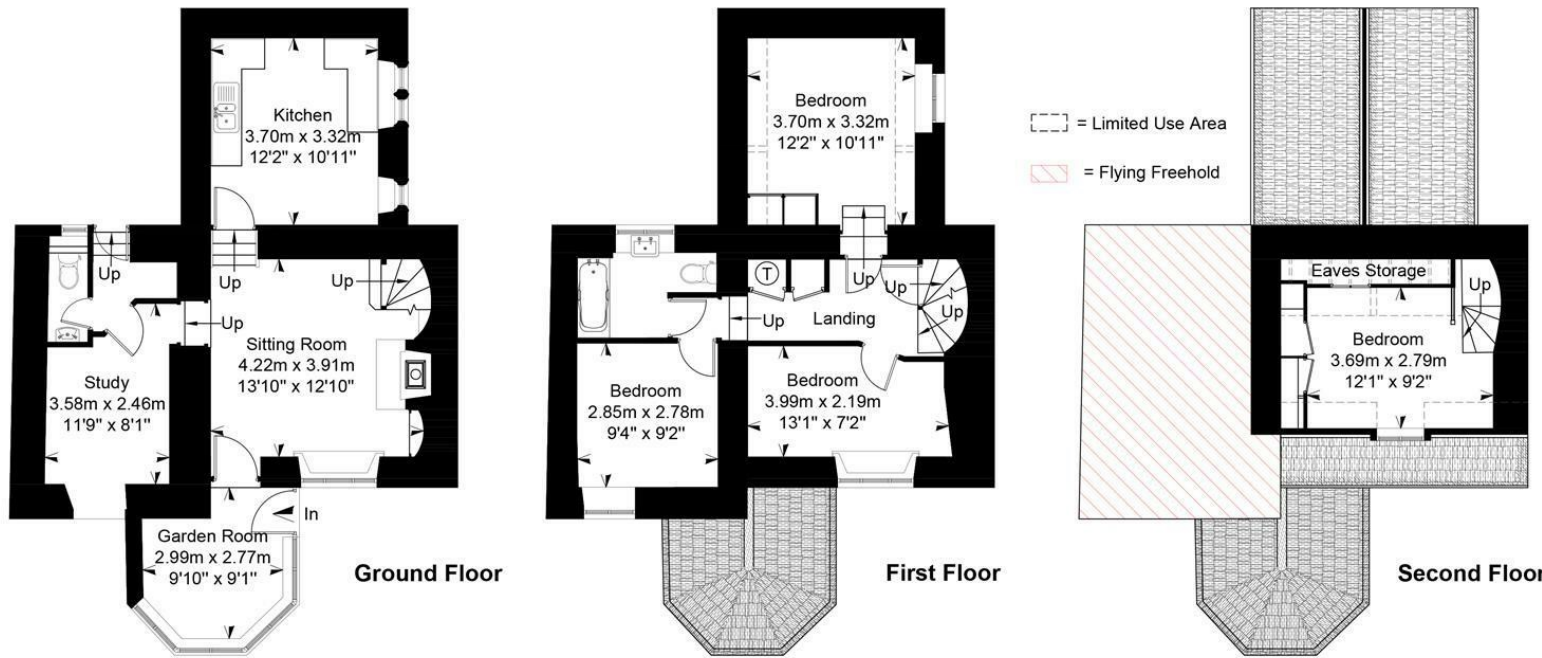 Kitchen
3.70m x 3.32m
12'2" x 10'11"
Up
Up
Up
Up
Sitting Room
4.22m x 3.91m
13'10" x 12'10"
Study
3.58m x 2.46m
11'9" x 8'1"
In
Garden Room
2.99m x 2.77m
9'10" x 9'1"
Ground Floor
Bedroom
3.70m x 3.32m
12'2" x 10'11"
T
Up
Up
Up
Up
Landing
Bedroom
2.85m x 2.78m
9'4" x 9'2"
Bedroom
3.99m x 2.19m
13'1" x 7'2"
First Floor
= Limited Use Area
= Flying Freehold
Eaves Storage
Up
Bedroom
3.69m x 2.79m
12'1" x 9'2"
Second Floor